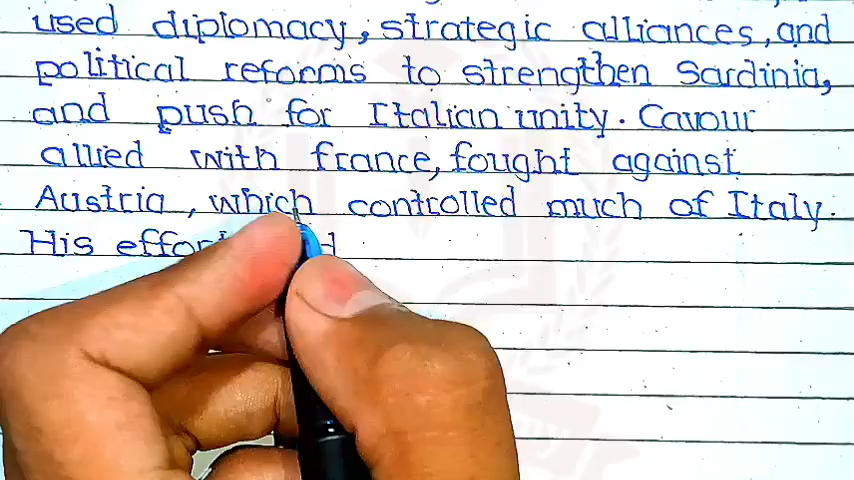 used diplomacy, strategic alliances, and
political reforms to strengthen Sardinia,
and push for Italian unity. Cavour
allied with france, fought against
Austria, which controlled much of Italy.
His